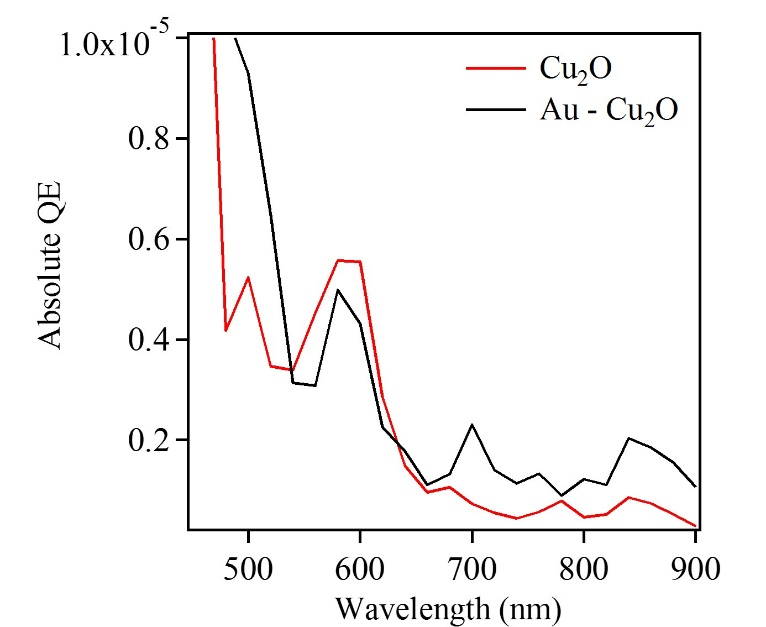 1.0x10⁻⁵
0.8
0.6
0.4
0.2
Absolute QE
Cu₂O
Au - Cu₂O
500 600 700 800 900
Wavelength (nm)